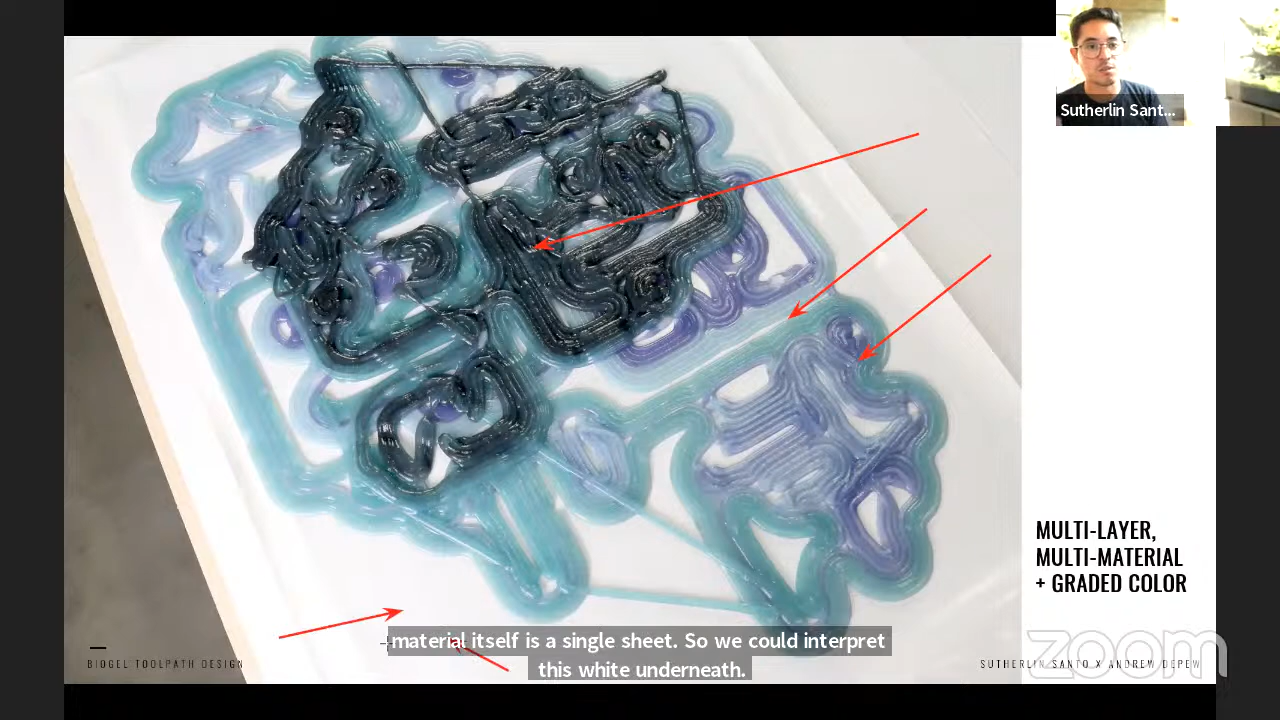 Sutherlin Sant...
MULTI-LAYER,
MULTI-MATERIAL
+ GRADED COLOR
material itself is a single sheet. So we could interpret
this white underneath.
BIOGEL TOOLPATH DESIGN
SUTHERLIN SANTO X ANDREW DEPEW
zoom